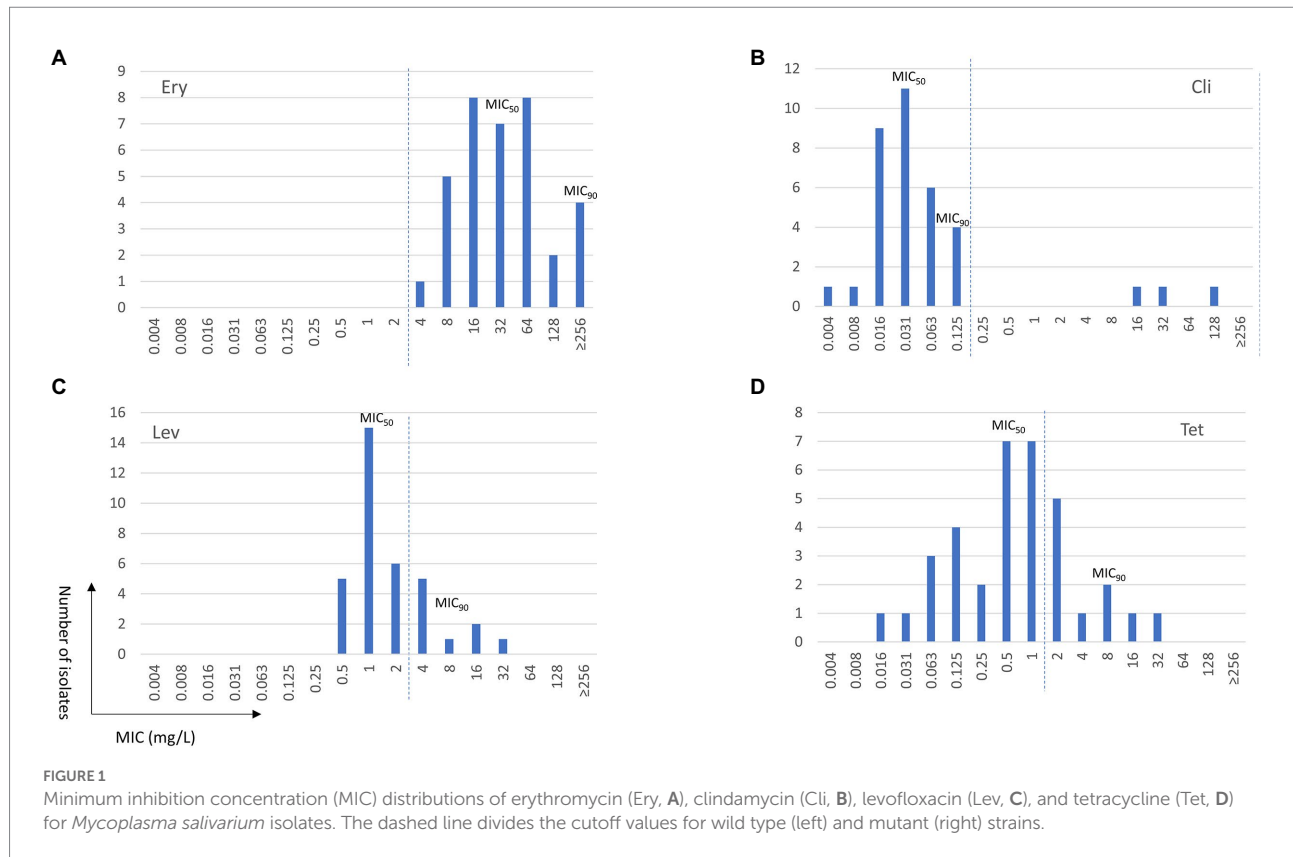 A
Ery
9
8
7
6
5
4
3
2
1
0
MIC50
MIC90
0.004 0.008 0.016 0.031 0.063 0.125 0.25 0.5 1 2 4 8 16 32 64 128 ≥256
B
Cli
12
10
8
6
4
2
0
MIC50
MIC90
0.004 0.008 0.016 0.031 0.063 0.125 0.25 0.5 1 2 4 8 16 32 64 128 ≥256
C
Lev
16
14
12
10
8
6
4
2
0
MIC50
MIC90
0.004 0.008 0.016 0.031 0.063 0.125 0.25 0.5 1 2 4 8 16 32 64 128 ≥256
Number of isolates
MIC (mg/L)
D
Tet
8
7
6
5
4
3
2
1
0
MIC50
MIC90
0.004 0.008 0.016 0.031 0.063 0.125 0.25 0.5 1 2 4 8 16 32 64 128 ≥256
FIGURE 1
Minimum inhibition concentration (MIC) distributions of erythromycin (Ery, A), clindamycin (Cli, B), levofloxacin (Lev, C), and tetracycline (Tet, D)
for Mycoplasma salivarium isolates. The dashed line divides the cutoff values for wild type (left) and mutant (right) strains.